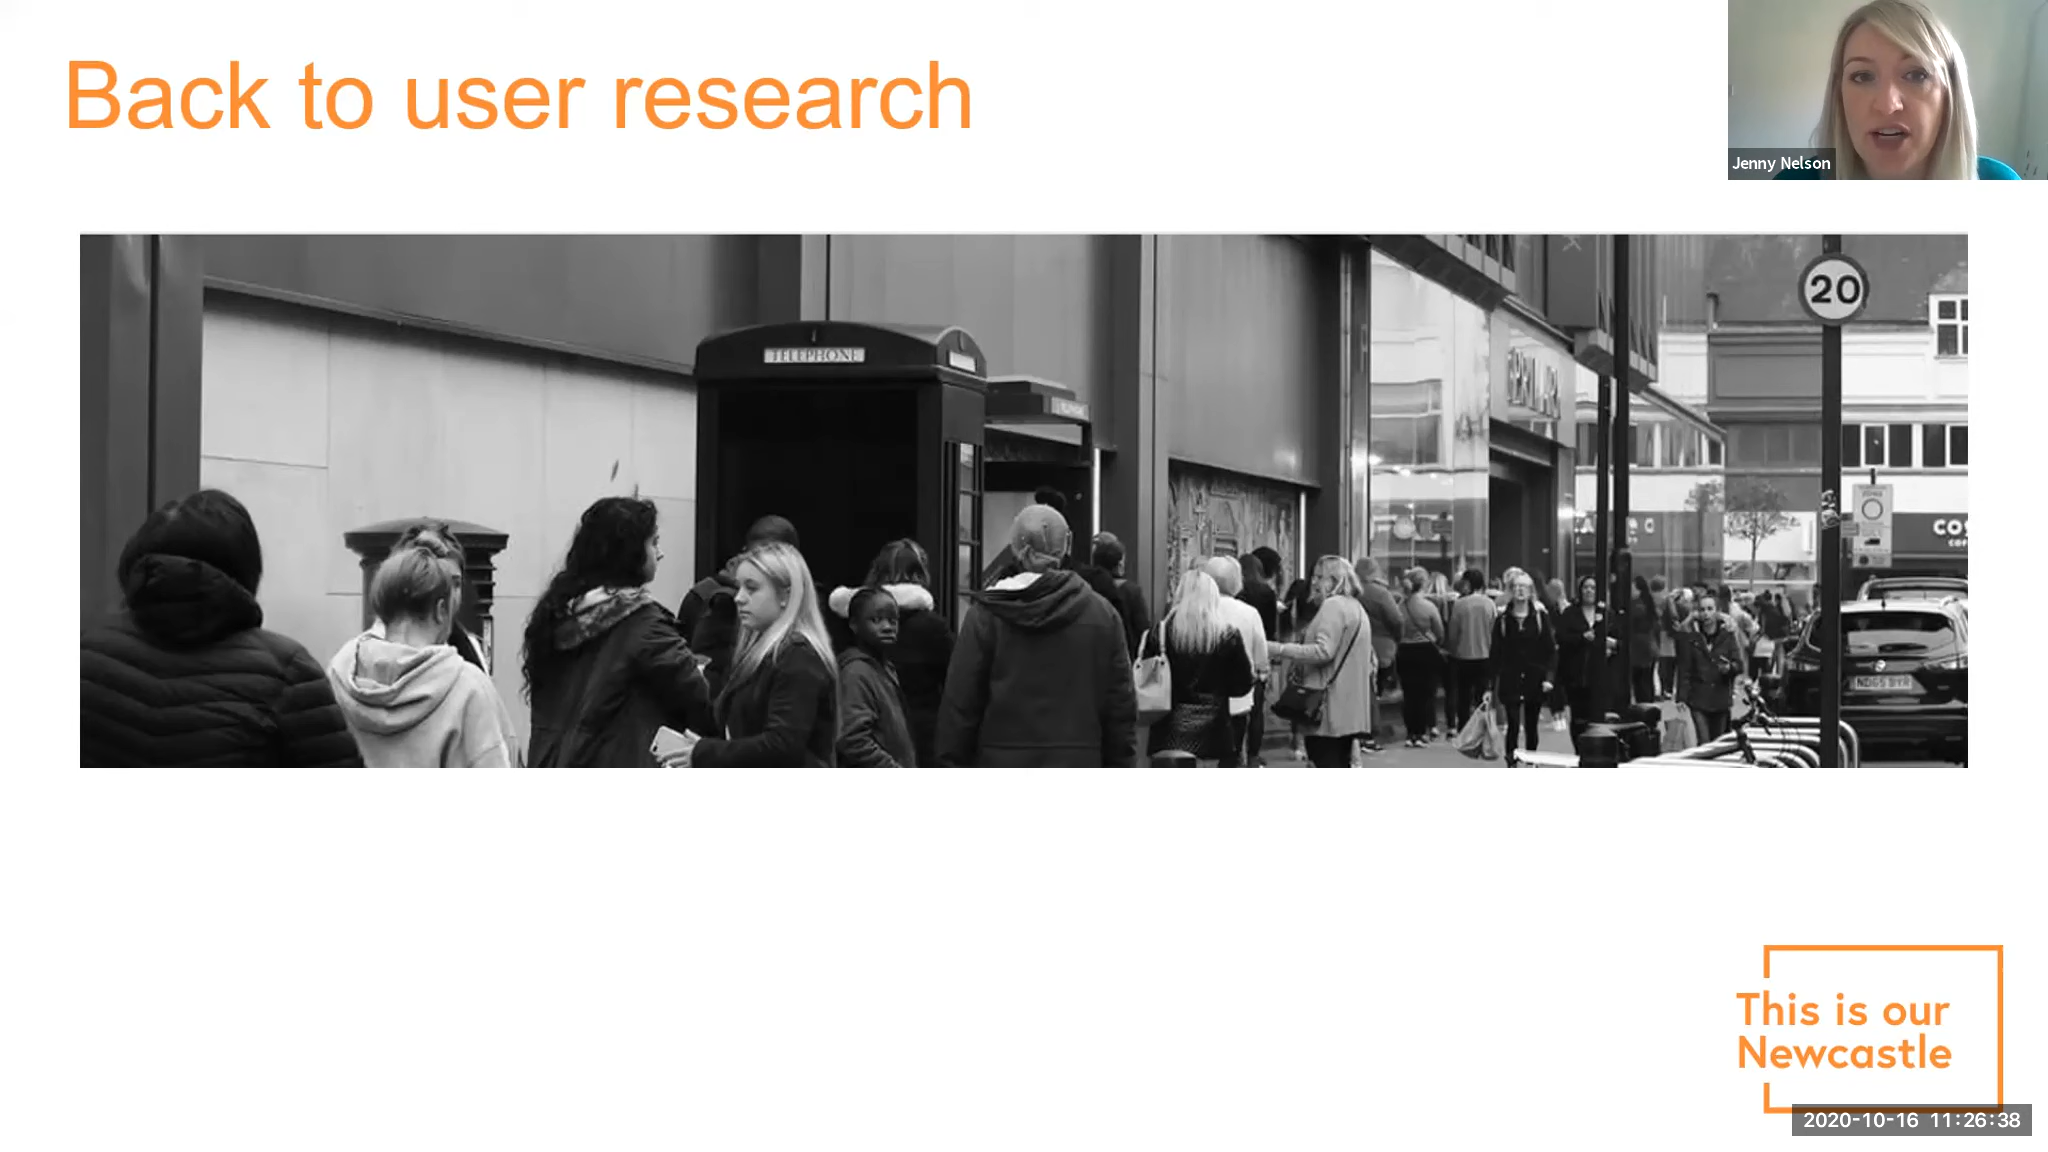 Back to user research
Jenny Nelson
TELEPHONE
20
This is our
Newcastle
2020-10-16 11:26:38